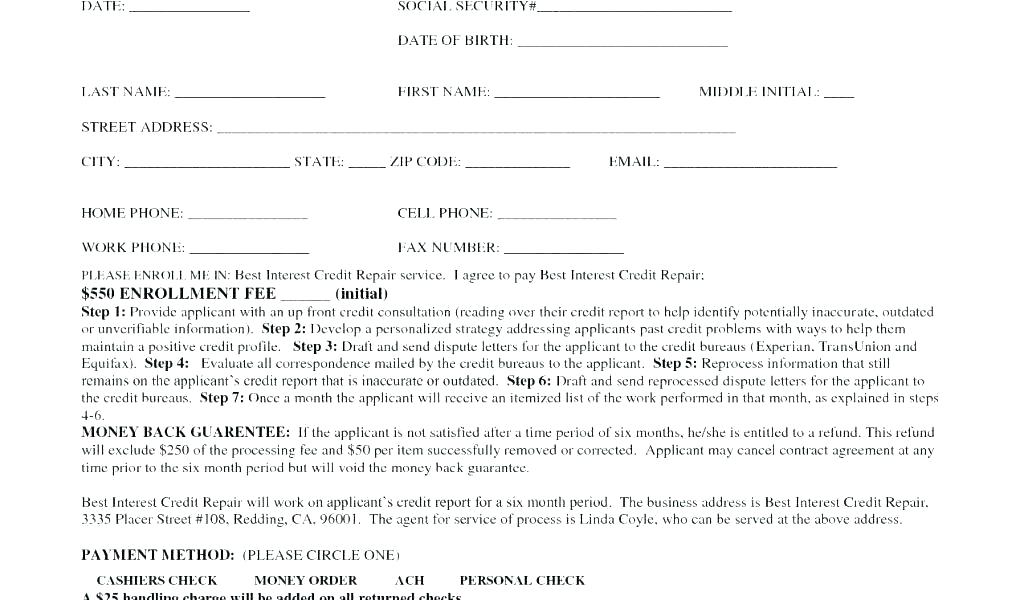 DATE: ________________ SOCIAL SECURITY#__________________________
DATE OF BIRTH: ____________________________
LAST NAME: ____________________ FIRST NAME: ______________________ MIDDLE INITIAL: ____
STREET ADDRESS: _____________________________________________________________________
CITY: ______________________ STATE: _____ ZIP CODE: ______________ EMAIL: _______________________
HOME PHONE: ________________ CELL PHONE: ________________
WORK PHONE: ________________ FAX NUMBER: ________________
PLEASE ENROLL ME IN: Best Interest Credit Repair service. I agree to pay Best Interest Credit Repair;
$550 ENROLLMENT FEE ______ (initial)
Step 1: Provide applicant with an up front credit consultation (reading over their credit report to help identify potentially inaccurate, outdated
or unverifiable information). Step 2: Develop a personalized strategy addressing applicants past credit problems with ways to help them
maintain a positive credit profile. Step 3: Draft and send dispute letters for the applicant to the credit bureaus (Experian, TransUnion and
Equifax). Step 4: Evaluate all correspondence mailed by the credit bureaus to the applicant. Step 5: Reprocess information that still
remains on the applicant's credit report that is inaccurate or outdated. Step 6: Draft and send reprocessed dispute letters for the applicant to
the credit bureaus. Step 7: Once a month the applicant will receive an itemized list of the work performed in that month, as explained in steps
4-6.
MONEY BACK GUARENTEE: If the applicant is not satisfied after a time period of six months, he/she is entitled to a refund. This refund
will exclude $250 of the processing fee and $50 per item successfully removed or corrected. Applicant may cancel contract agreement at any
time prior to the six month period but will void the money back guarantee.
Best Interest Credit Repair will work on applicant's credit report for a six month period. The business address is Best Interest Credit Repair,
3335 Placer Street #108, Redding, CA, 96001. The agent for service of process is Linda Coyle, who can be served at the above address.
PAYMENT METHOD: (PLEASE CIRCLE ONE)
CASHIERS CHECK MONEY ORDER ACH PERSONAL CHECK
A $25 handling charge will be added on all returned checks